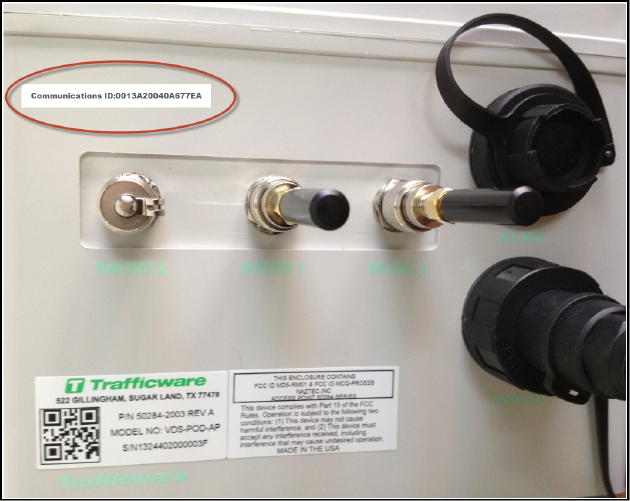 Communications ID:0013A20040A677EA
RADIO 2
RADIO 1
RADIO 3
Trafficware
522 GILLINGHAM, SUGAR LAND, TX 77478
P/N 50284-2003 REV A
MODEL NO: VDS-POD-AP
S/N1324402000003F
THIS ENCLOSURE CONTAINS
FCC ID MD5-RM01 & FCC ID MCQ-PROS2B
NAZTEC INC
ACCESS POINT 50284 SERIES
This device complies with Part 15 of the FCC
Rules. Operation is subject to the following two
conditions: (1) This device may not cause
harmful interference, and (2) This device must
accept any interference received, including
interference that may cause undesired operation.
MADE IN THE USA
Trafficware